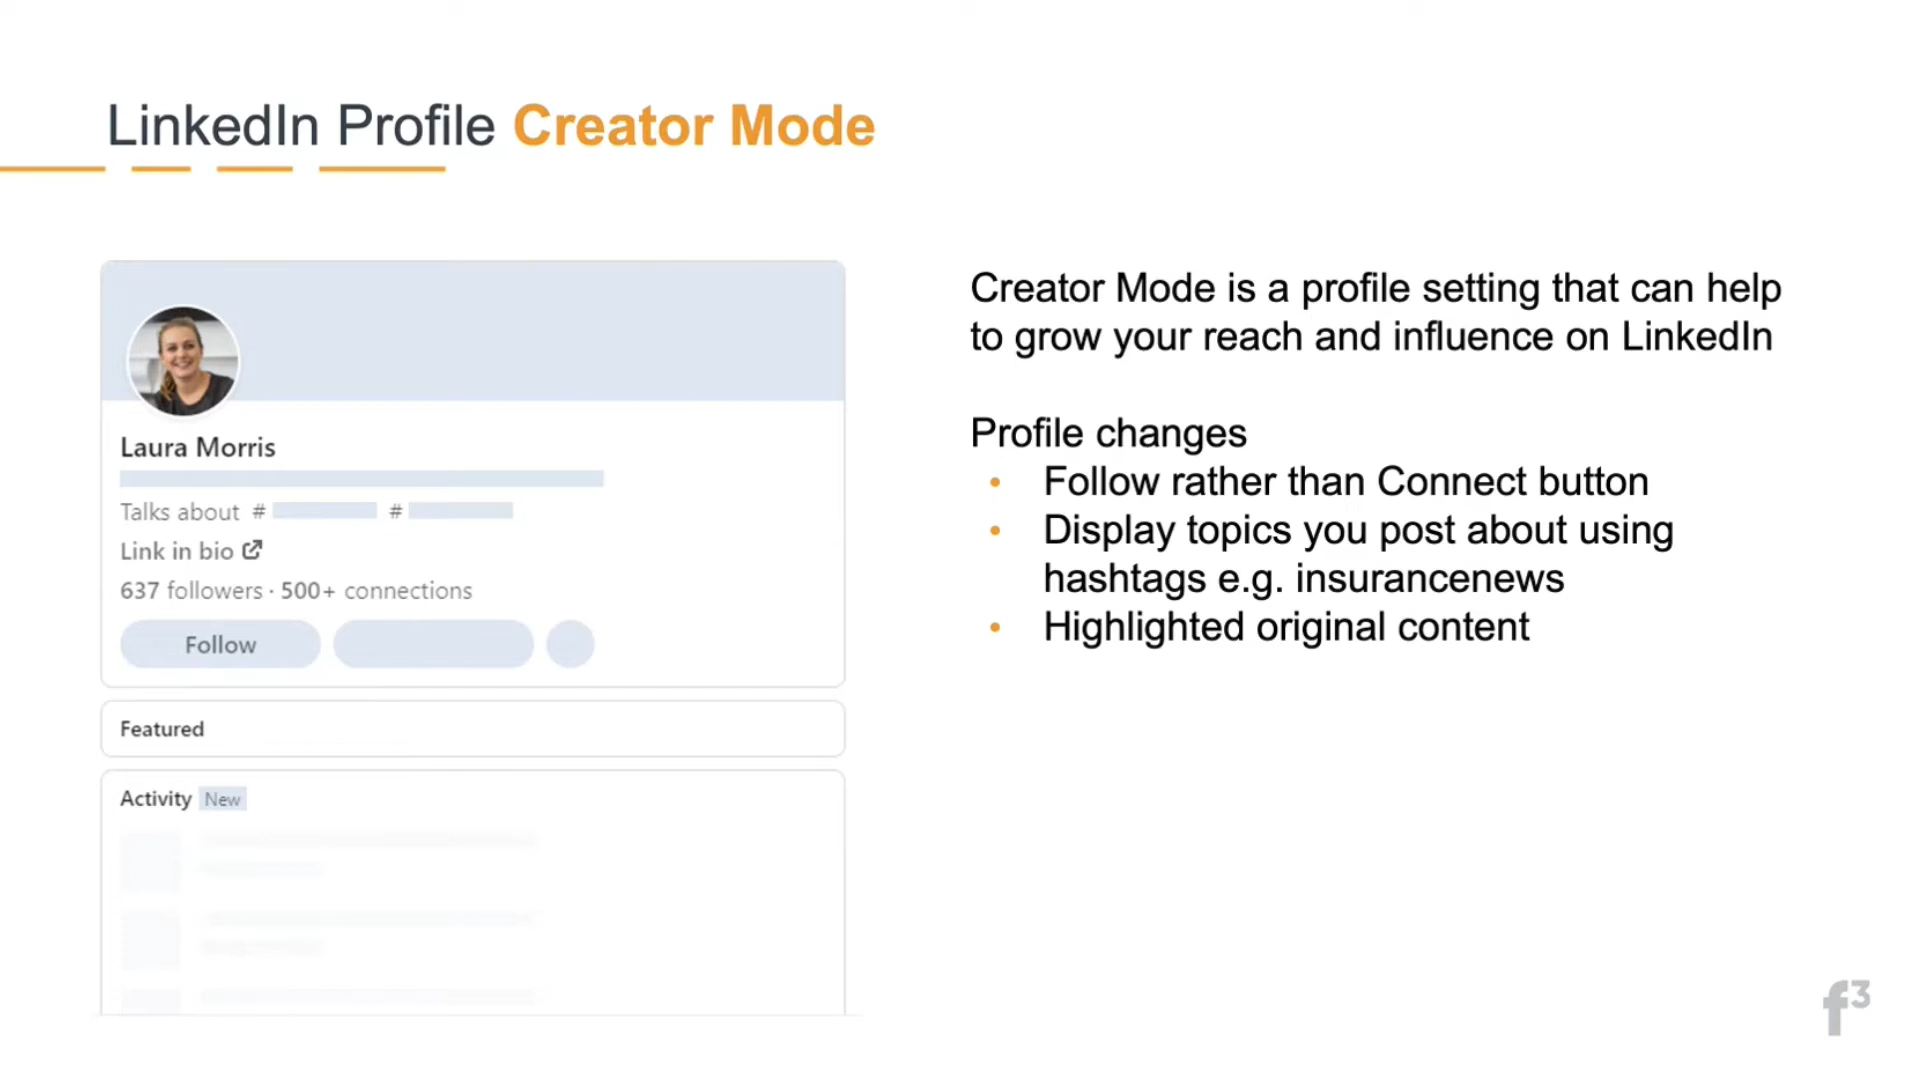 LinkedIn Profile Creator Mode
Laura Morris
Talks about # #
Link in bio
637 followers · 500+ connections
Follow
Featured
Activity New
Creator Mode is a profile setting that can help
to grow your reach and influence on LinkedIn
Profile changes
• Follow rather than Connect button
• Display topics you post about using
hashtags e.g. insurancenews
• Highlighted original content
f³